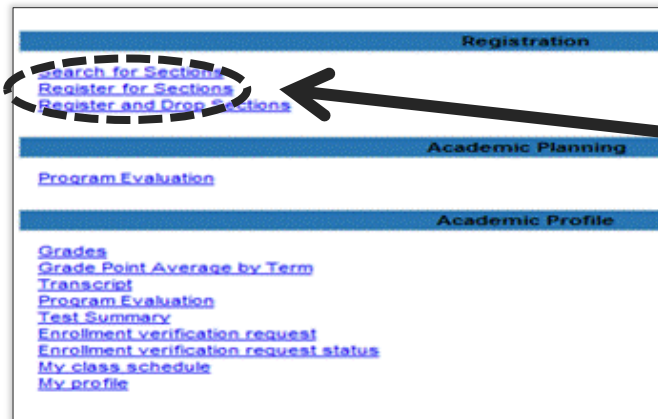 Registration
Search for Sections
Register for Sections
Register and Drop Sections
Academic Planning
Program Evaluation
Academic Profile
Grades
Grade Point Average by Term
Transcript
Program Evaluation
Test Summary
Enrollment verification request
Enrollment verification request status
My class schedule
My profile